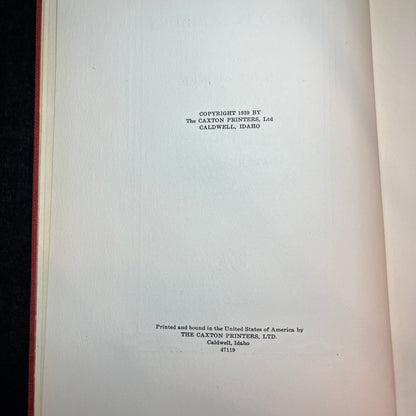 COPYRIGHT 1939 BY
The CAXTON PRINTERS, Ltd
CALDWELL, IDAHO
Printed and bound in the United States of America by
THE CAXTON PRINTERS, LTD.
Caldwell, Idaho
47119